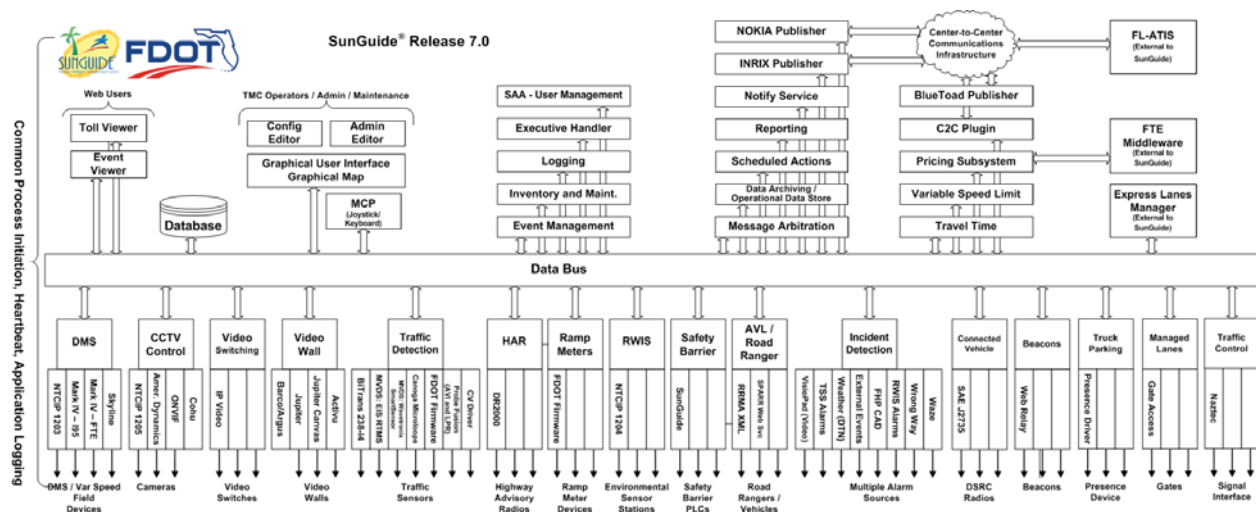 SUNGUIDE
FDOT
SunGuide® Release 7.0
Common Process Initiation, Heartbeat, Application Logging
Web Users
Toll Viewer
Event
Viewer
Database
TMC Operators / Admin / Maintenance
Config
Editor
Admin
Editor
Graphical User Interface
Graphical Map
MCP
(Joystick/
Keyboard)
SAA - User Management
Executive Handler
Logging
Inventory and Maint.
Event Management
NOKIA Publisher
INRIX Publisher
Notify Service
Reporting
Scheduled Actions
Data Archiving /
Operational Data Store
Message Arbitration
Center-to-Center
Communications
Infrastructure
BlueToad Publisher
C2C Plugin
Pricing Subsystem
Variable Speed Limit
Travel Time
FL-ATIS
(External to
SunGuide)
FTE
Middleware
(External to
SunGuide)
Express Lanes
Manager
(External to
SunGuide)
Data Bus
DMS
NTCIP 1203
Mark IV – I95
Mark IV – FTE
Skyline
DMS / Var Speed
Field
Devices
CCTV
Control
NTCIP 1205
Amer. Dynamics
ONVIF
Cohu
Cameras
Video
Switching
IP Video
Video
Switches
Video
Wall
Barco/Argus
Jupiter
Jupiter Canvas
Activu
Video
Walls
Traffic
Detection
BiTrans 238-I4
MVDS: EIS RTMS
MVDS: Wavetronix
SmartSensor
Canoga Microloops
FDOT Firmware
Probe Fusion
(AVI and LPR)
CV Driver
Traffic
Sensors
HAR
DR2000
Highway
Advisory
Radios
Ramp
Meters
FDOT Firmware
Ramp
Meter
Devices
RWIS
NTCIP 1204
Environmental
Sensor
Stations
Safety
Barrier
SunGuide
Safety
Barrier
PLCs
AVL /
Road
Ranger
RRMA XML
SPARR Web Svc
Road
Rangers /
Vehicles
Incident
Detection
VisioPad (Video)
TSS Alarms
Weather (DTN)
External Events
FHP CAD
RWIS Alarms
Wrong Way
Waze
Multiple Alarm
Sources
Connected
Vehicle
SAE J2735
DSRC
Radios
Beacons
Web Relay
Beacons
Truck
Parking
Presence Driver
Presence
Device
Managed
Lanes
Gate Access
Gates
Traffic
Control
Naztec
Signal
Interface